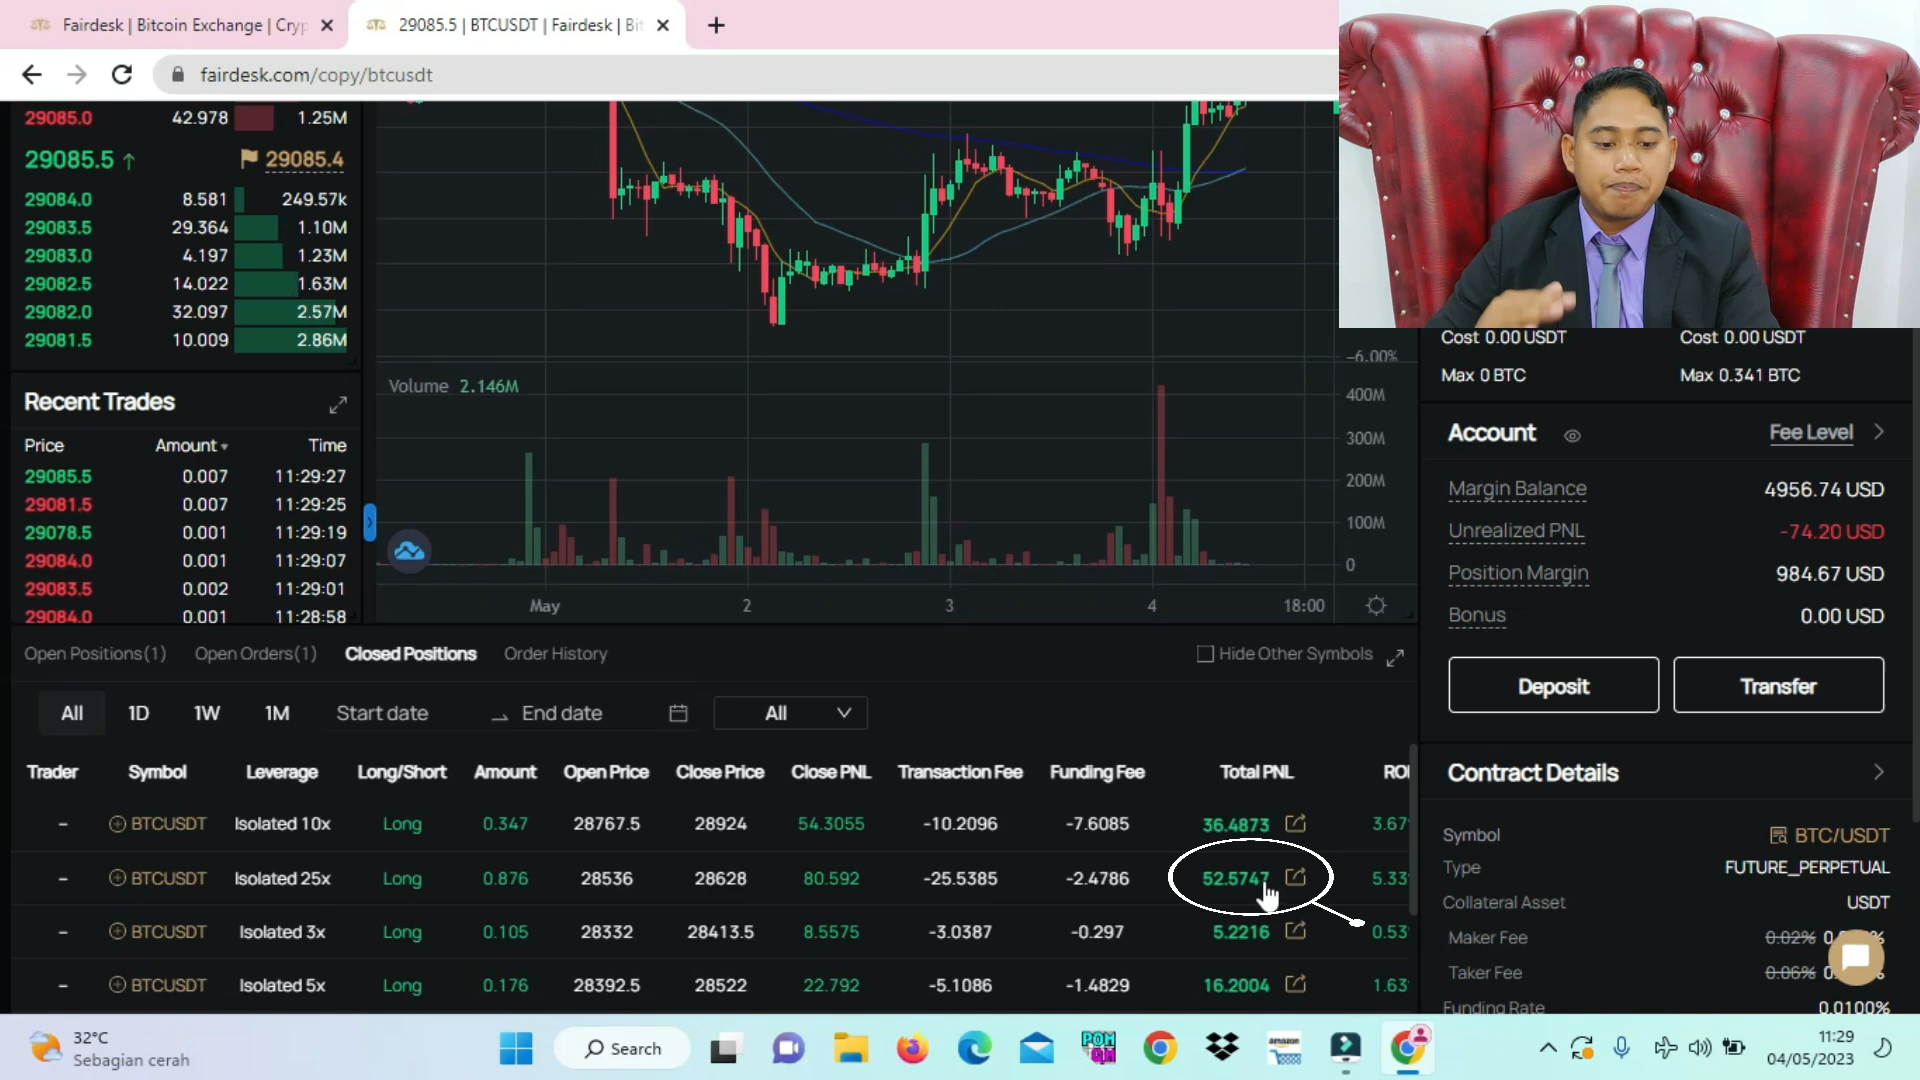 Fairdesk | Bitcoin Exchange | Cryp
29085.5 | BTCUSDT | Fairdesk | Bit
fairdesk.com/copy/btcusdt
29085.0 42.978 1.25M
29085.5 ↑ 29085.4
29084.0 8.581 249.57k
29083.5 29.364 1.10M
29083.0 4.197 1.23M
29082.5 14.022 1.63M
29082.0 32.097 2.57M
29081.5 10.009 2.86M
Recent Trades
Price Amount Time
29085.5 0.007 11:29:27
29081.5 0.007 11:29:25
29078.5 0.001 11:29:19
29084.0 0.001 11:29:07
29083.5 0.002 11:29:01
29084.0 0.001 11:28:58
-6.00%
Volume 2.146M
400M
300M
200M
100M
0
May 2 3 4 18:00
Cost 0.00 USDT Cost 0.00 USDT
Max 0 BTC Max 0.341 BTC
Account Fee Level
Margin Balance 4956.74 USD
Unrealized PNL -74.20 USD
Position Margin 984.67 USD
Bonus 0.00 USD
Deposit Transfer
Contract Details
Symbol BTC/USDT
Type FUTURE_PERPETUAL
Collateral Asset USDT
Maker Fee 0.02%
Taker Fee 0.06%
Funding Rate 0.0100%
Open Positions(1) Open Orders(1) Closed Positions Order History Hide Other Symbols
All 1D 1W 1M Start date End date All
Trader Symbol Leverage Long/Short Amount Open Price Close Price Close PNL Transaction Fee Funding Fee Total PNL ROI
– BTCUSDT Isolated 10x Long 0.347 28767.5 28924 54.3055 -10.2096 -7.6085 36.4873 3.67
– BTCUSDT Isolated 25x Long 0.876 28536 28628 80.592 -25.5385 -2.4786 52.5747 5.33
– BTCUSDT Isolated 3x Long 0.105 28332 28413.5 8.5575 -3.0387 -0.297 5.2216 0.53
– BTCUSDT Isolated 5x Long 0.176 28392.5 28522 22.792 -5.1086 -1.4829 16.2004 1.63
32°C
Sebagian cerah
Search
amazon
11:29
04/05/2023